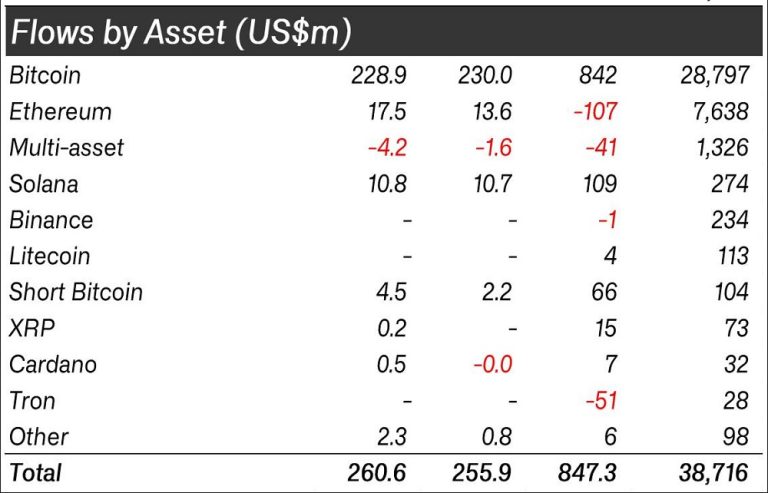 Flows by Asset (US$m)
Bitcoin 228.9 230.0 842 28,797
Ethereum 17.5 13.6 -107 7,638
Multi-asset -4.2 -1.6 -41 1,326
Solana 10.8 10.7 109 274
Binance - - -1 234
Litecoin - - 4 113
Short Bitcoin 4.5 2.2 66 104
XRP 0.2 - 15 73
Cardano 0.5 -0.0 7 32
Tron - - -51 28
Other 2.3 0.8 6 98
Total 260.6 255.9 847.3 38,716